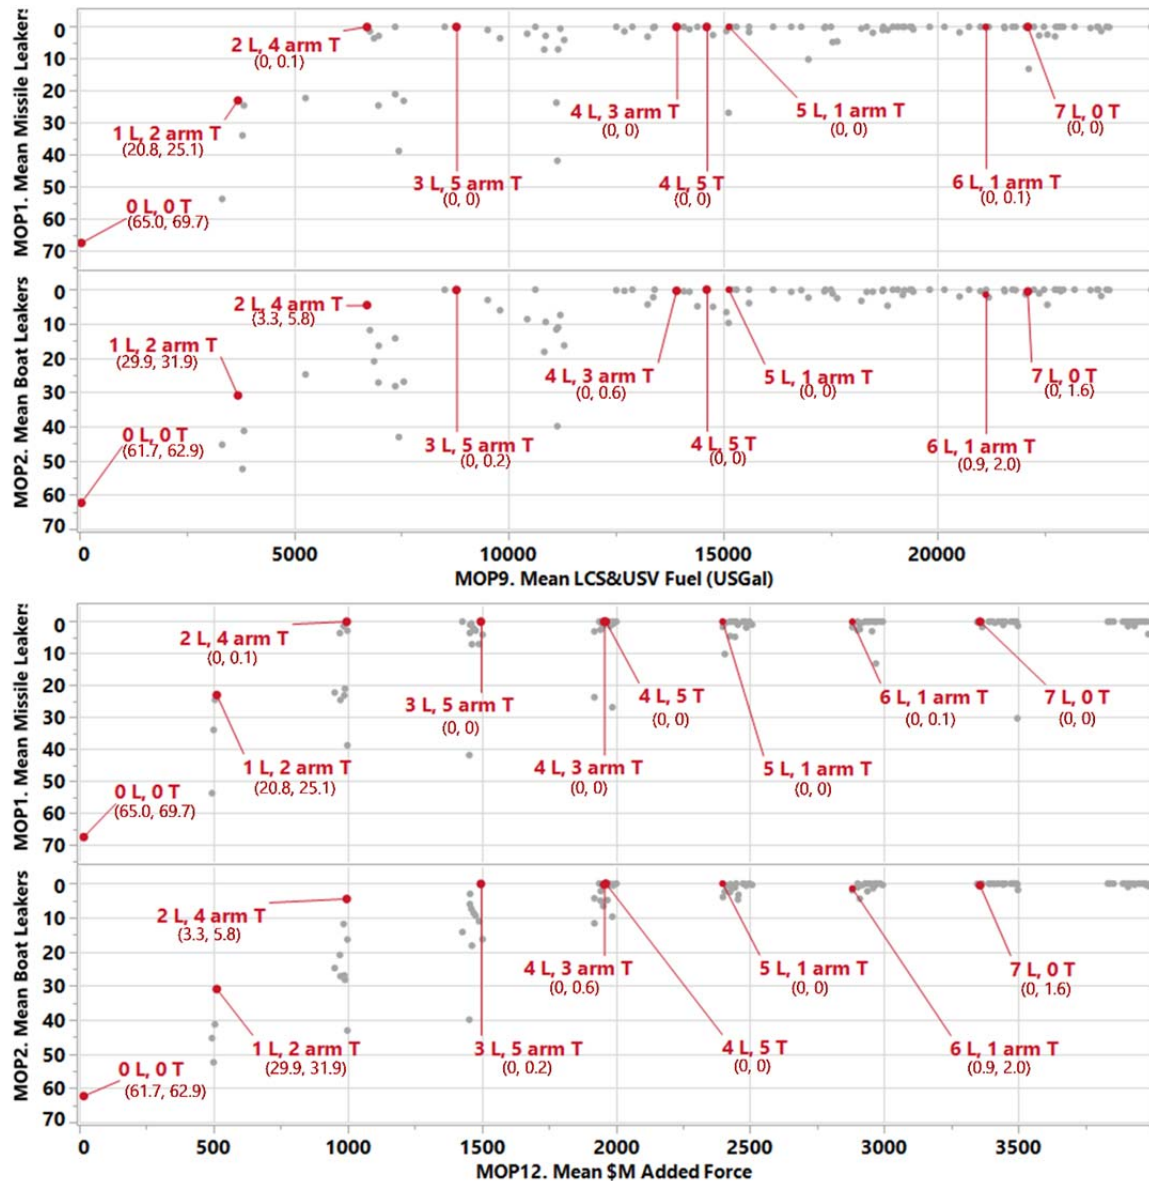 MOP1. Mean Missile Leakers
0
10
20
30
40
50
60
70
2 L, 4 arm T
(0, 0.1)
1 L, 2 arm T
(20.8, 25.1)
0 L, 0 T
(65.0, 69.7)
3 L, 5 arm T
(0, 0)
4 L, 3 arm T
(0, 0)
4 L, 5 T
(0, 0)
5 L, 1 arm T
(0, 0)
6 L, 1 arm T
(0, 0.1)
7 L, 0 T
(0, 0)
MOP2. Mean Boat Leakers
0
10
20
30
40
50
60
70
2 L, 4 arm T
(3.3, 5.8)
1 L, 2 arm T
(29.9, 31.9)
0 L, 0 T
(61.7, 62.9)
3 L, 5 arm T
(0, 0.2)
4 L, 3 arm T
(0, 0.6)
4 L, 5 T
(0, 0)
5 L, 1 arm T
(0, 0)
6 L, 1 arm T
(0.9, 2.0)
7 L, 0 T
(0, 1.6)
0 5000 10000 15000 20000
MOP9. Mean LCS&USV Fuel (USGal)
MOP1. Mean Missile Leakers
0
10
20
30
40
50
60
70
2 L, 4 arm T
(0, 0.1)
1 L, 2 arm T
(20.8, 25.1)
0 L, 0 T
(65.0, 69.7)
3 L, 5 arm T
(0, 0)
4 L, 3 arm T
(0, 0)
4 L, 5 T
(0, 0)
5 L, 1 arm T
(0, 0)
6 L, 1 arm T
(0, 0.1)
7 L, 0 T
(0, 0)
MOP2. Mean Boat Leakers
0
10
20
30
40
50
60
70
2 L, 4 arm T
(3.3, 5.8)
1 L, 2 arm T
(29.9, 31.9)
0 L, 0 T
(61.7, 62.9)
3 L, 5 arm T
(0, 0.2)
4 L, 3 arm T
(0, 0.6)
4 L, 5 T
(0, 0)
5 L, 1 arm T
(0, 0)
6 L, 1 arm T
(0.9, 2.0)
7 L, 0 T
(0, 1.6)
0 500 1000 1500 2000 2500 3000 3500
MOP12. Mean $M Added Force